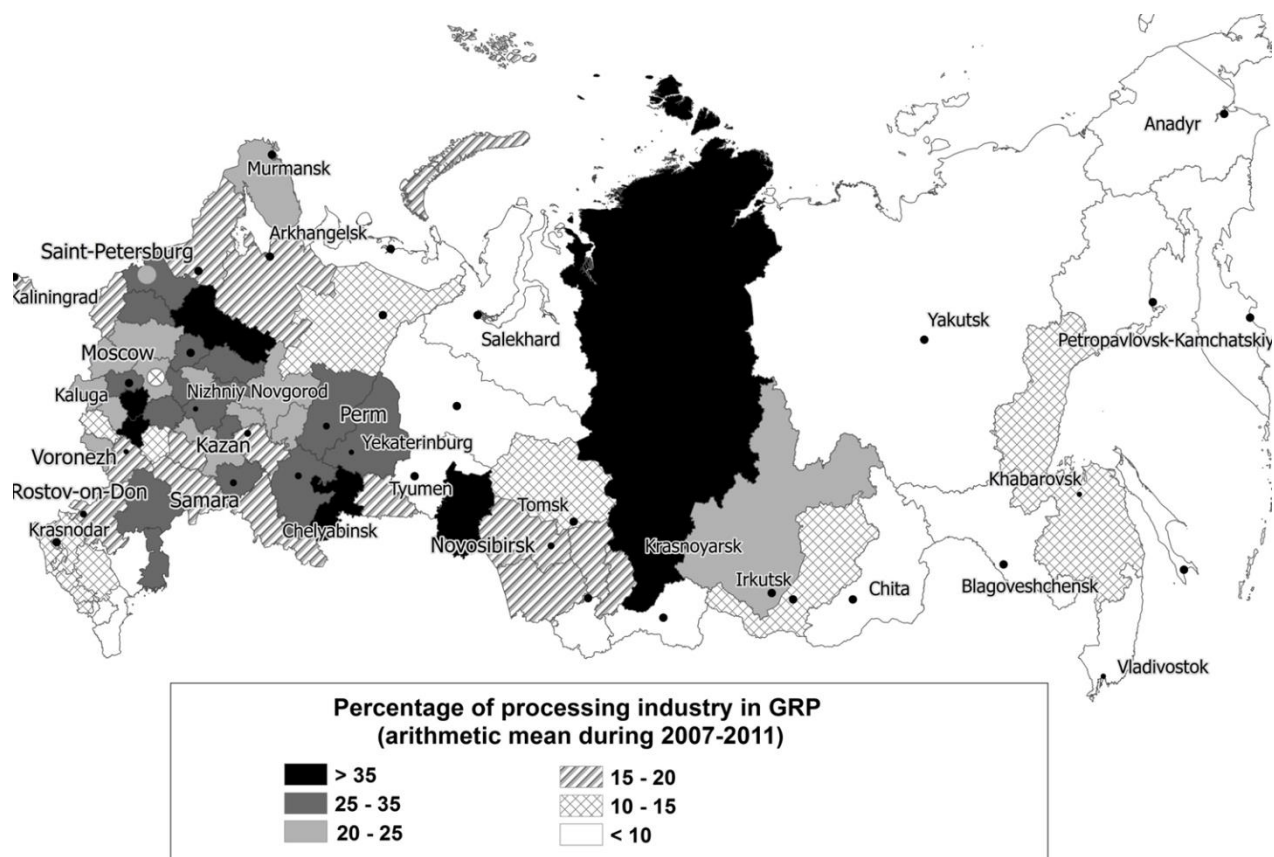 Anadyr
Murmansk
Arkhangelsk
Saint-Petersburg
Kaliningrad
Salekhard
Yakutsk
Petropavlovsk-Kamchatskiy
Moscow
Kaluga
Nizhniy Novgorod
Perm
Kazan
Yekaterinburg
Voronezh
Rostov-on-Don
Samara
Tyumen
Tomsk
Khabarovsk
Krasnodar
Chelyabinsk
Novosibirsk
Krasnoyarsk
Irkutsk
Chita
Blagoveshchensk
Vladivostok
Percentage of processing industry in GRP
(arithmetic mean during 2007-2011)
> 35
25 - 35
20 - 25
15 - 20
10 - 15
< 10